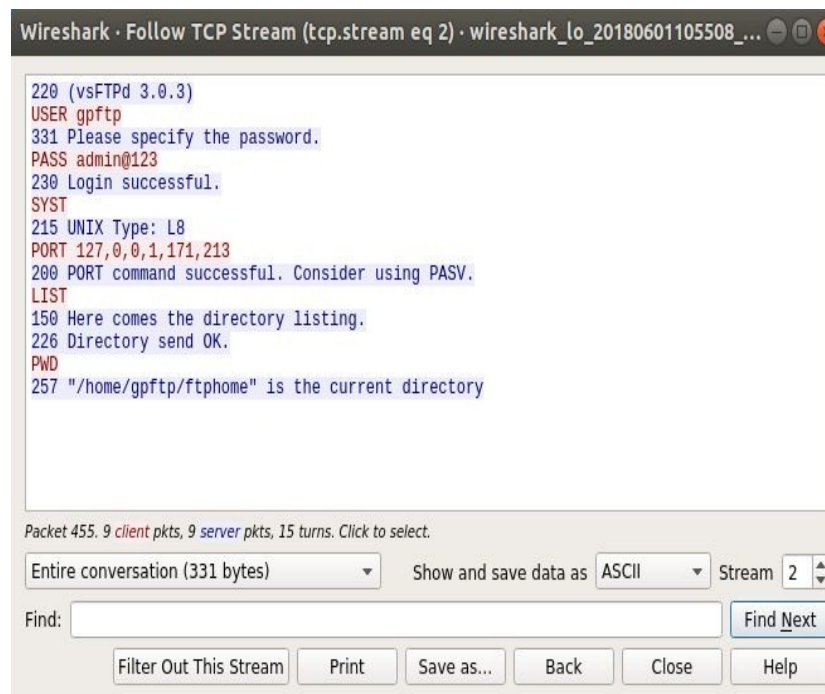 Wireshark · Follow TCP Stream (tcp.stream eq 2) · wireshark_lo_20180601105508_...
220 (vsFTPd 3.0.3)
USER gpftp
331 Please specify the password.
PASS admin@123
230 Login successful.
SYST
215 UNIX Type: L8
PORT 127,0,0,1,171,213
200 PORT command successful. Consider using PASV.
LIST
150 Here comes the directory listing.
226 Directory send OK.
PWD
257 "/home/gpftp/ftphome" is the current directory
Packet 455. 9 client pkts, 9 server pkts, 15 turns. Click to select.
Entire conversation (331 bytes) Show and save data as ASCII Stream 2
Find: Find Next
Filter Out This Stream Print Save as... Back Close Help